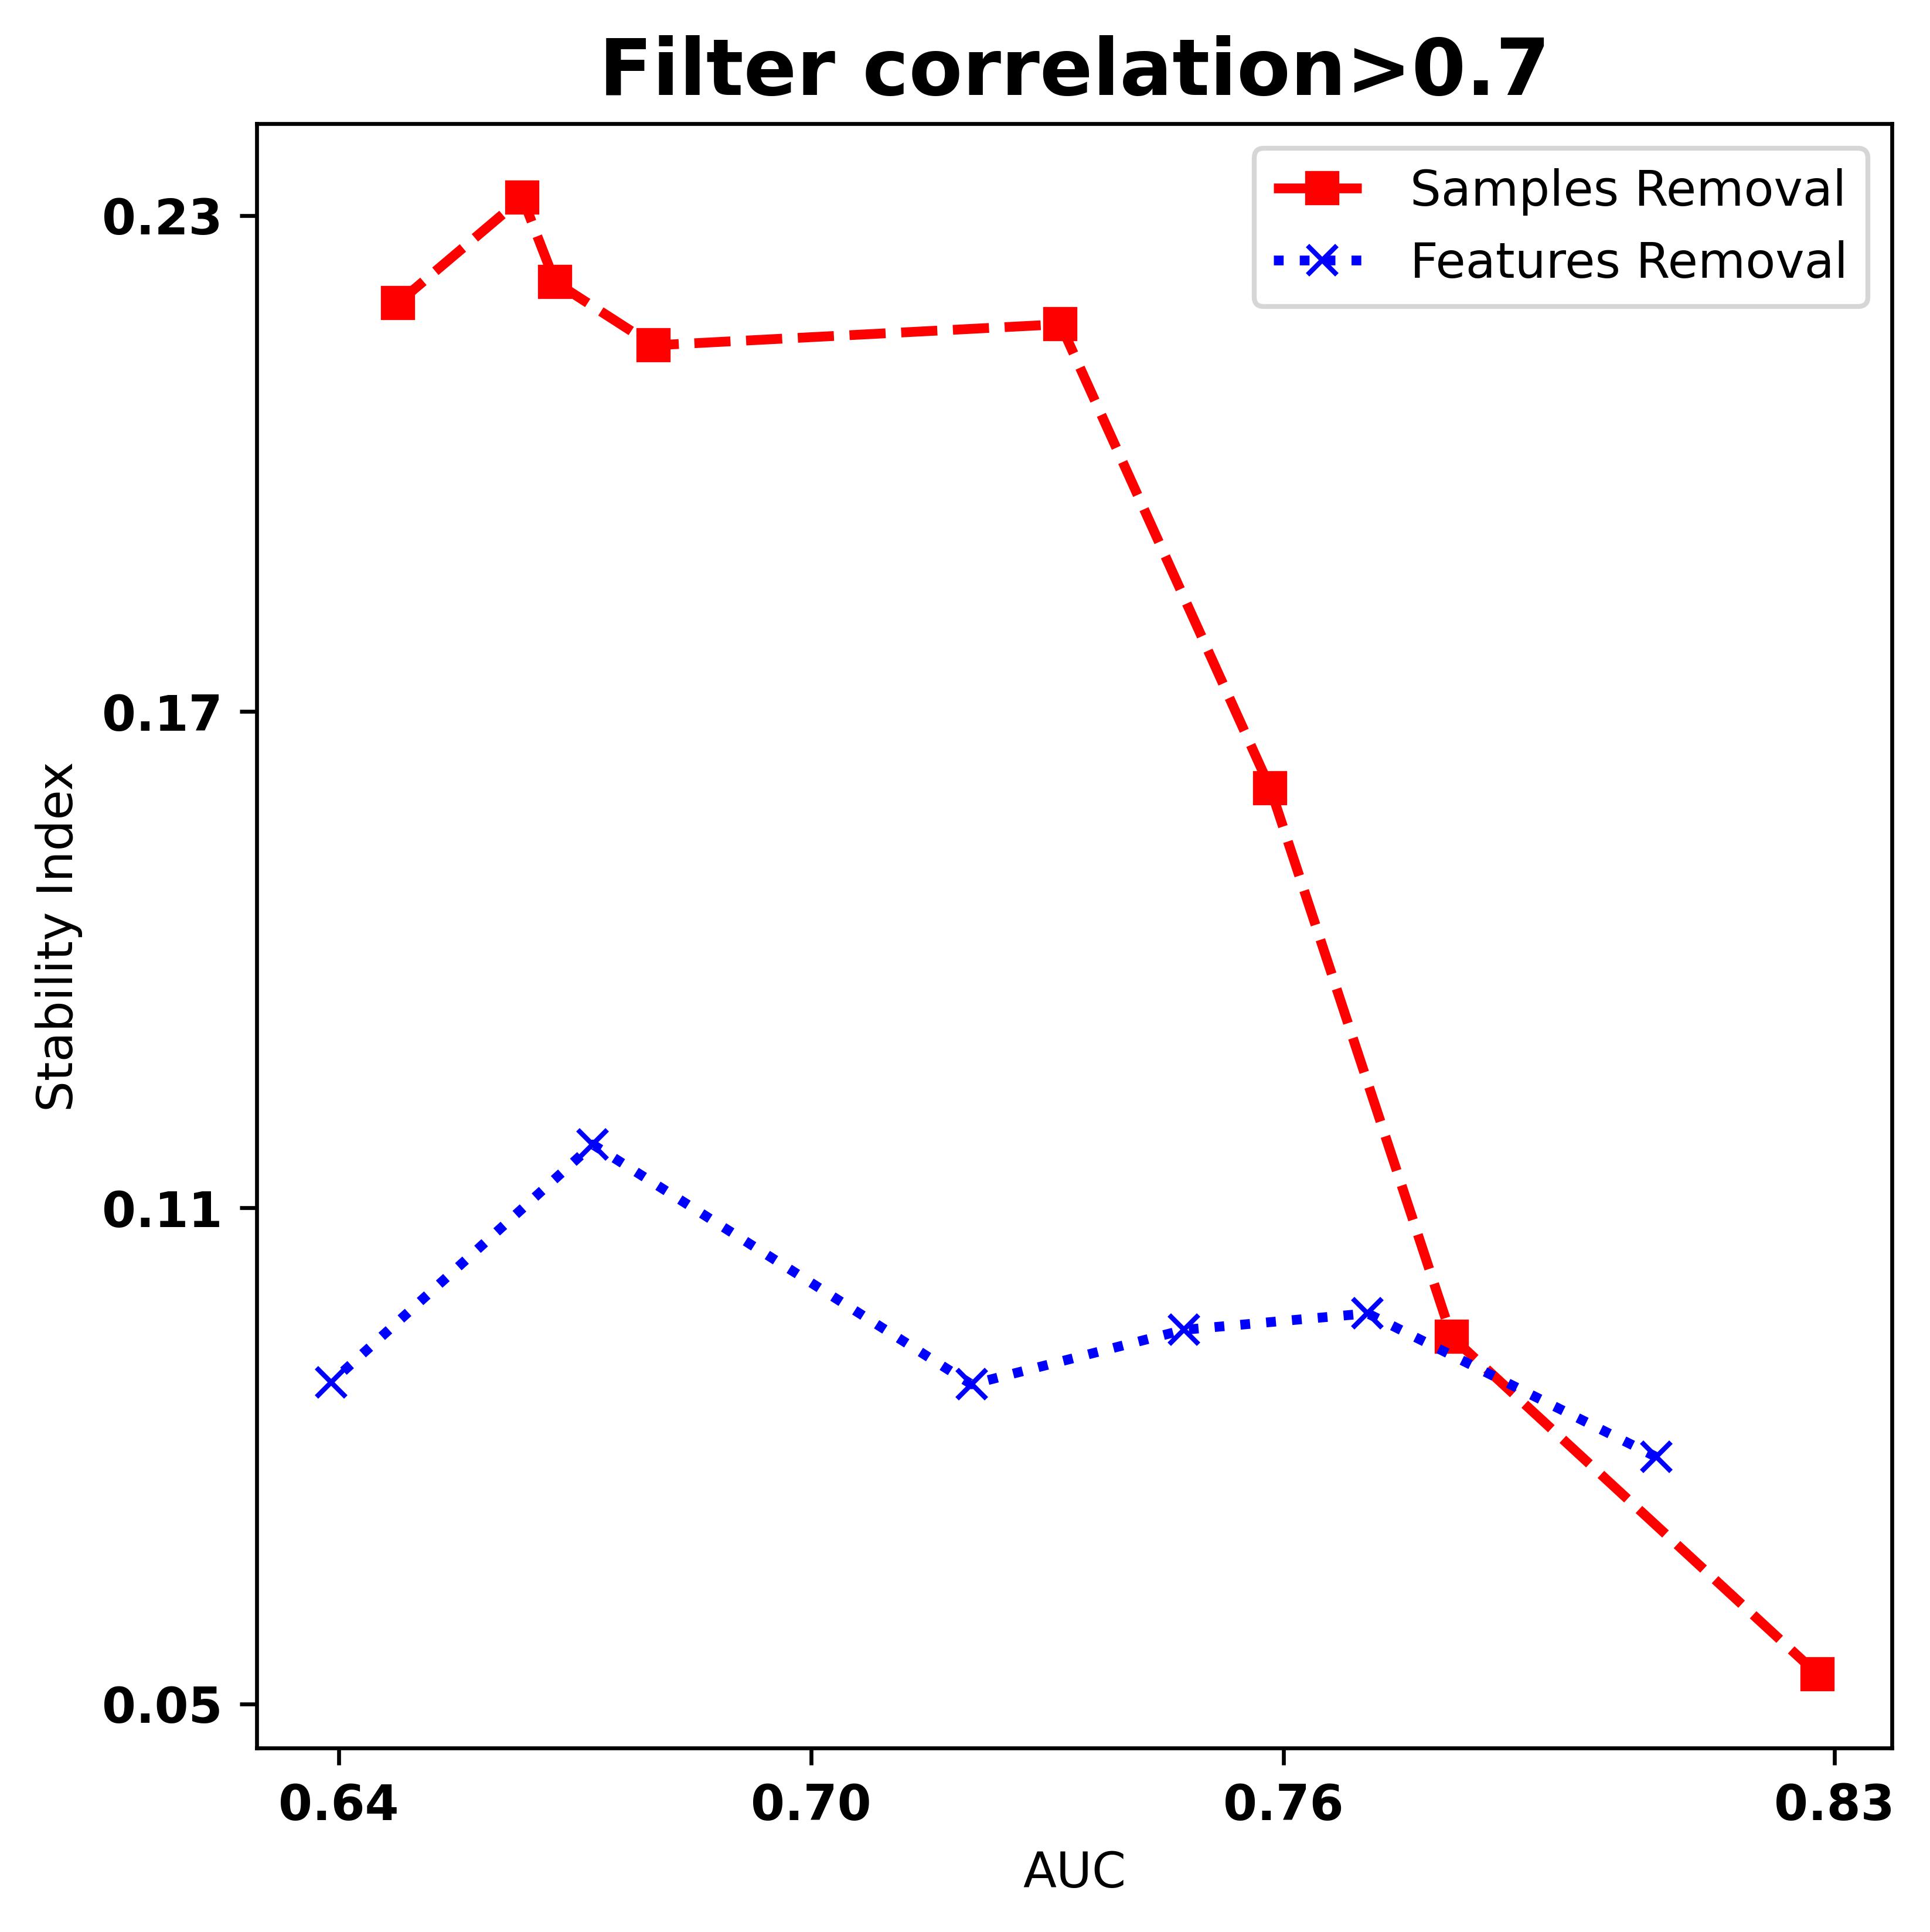 Filter correlation>0.7
Samples Removal
Features Removal
0.23
0.17
0.11
0.05
Stability Index
0.64 0.70 0.76 0.83
AUC